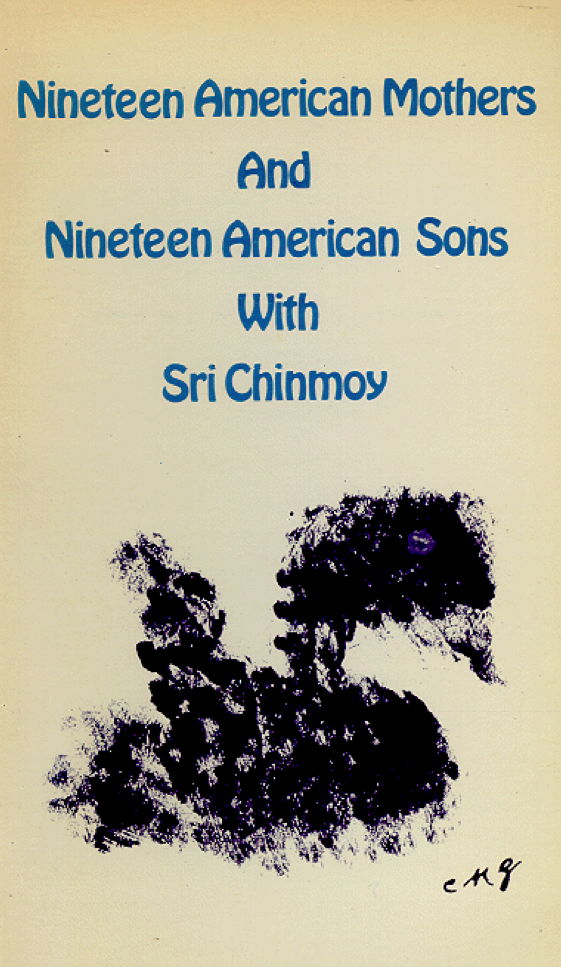 Nineteen American Mothers
And
Nineteen American Sons
With
Sri Chinmoy